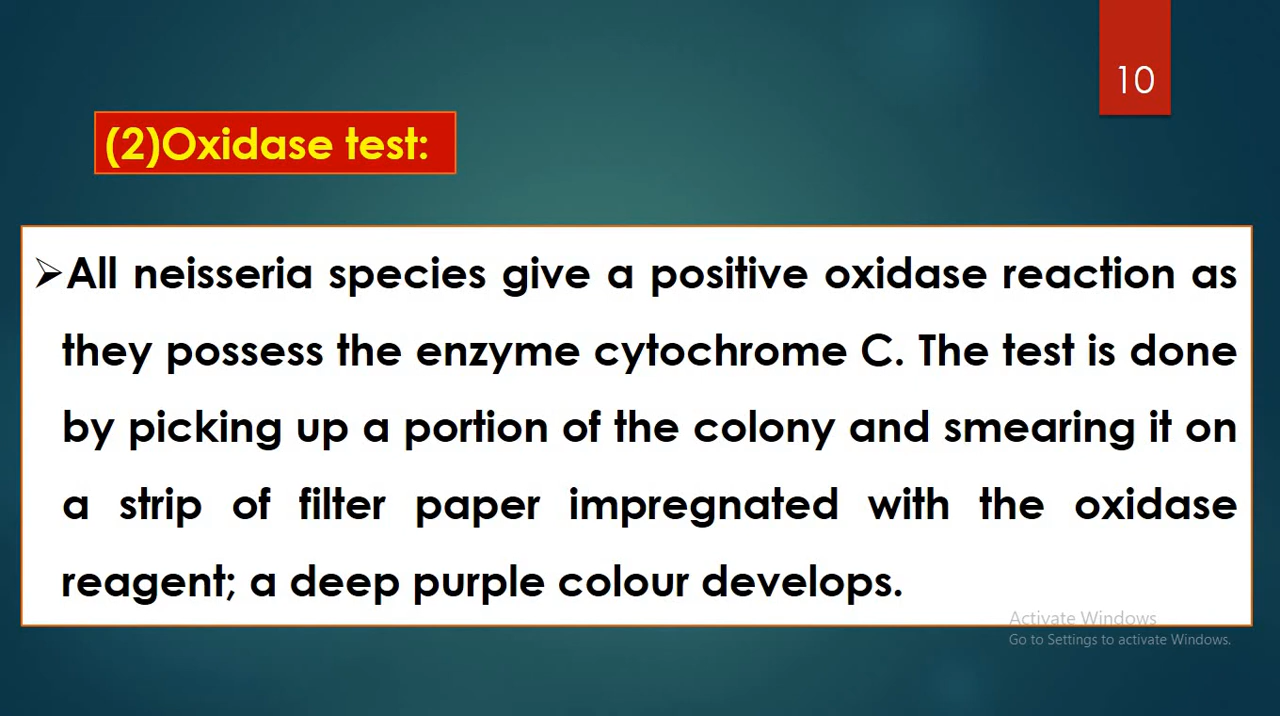 10
(2)Oxidase test:
➢All neisseria species give a positive oxidase reaction as
they possess the enzyme cytochrome C. The test is done
by picking up a portion of the colony and smearing it on
a strip of filter paper impregnated with the oxidase
reagent; a deep purple colour develops.
Activate Windows
Go to Settings to activate Windows.